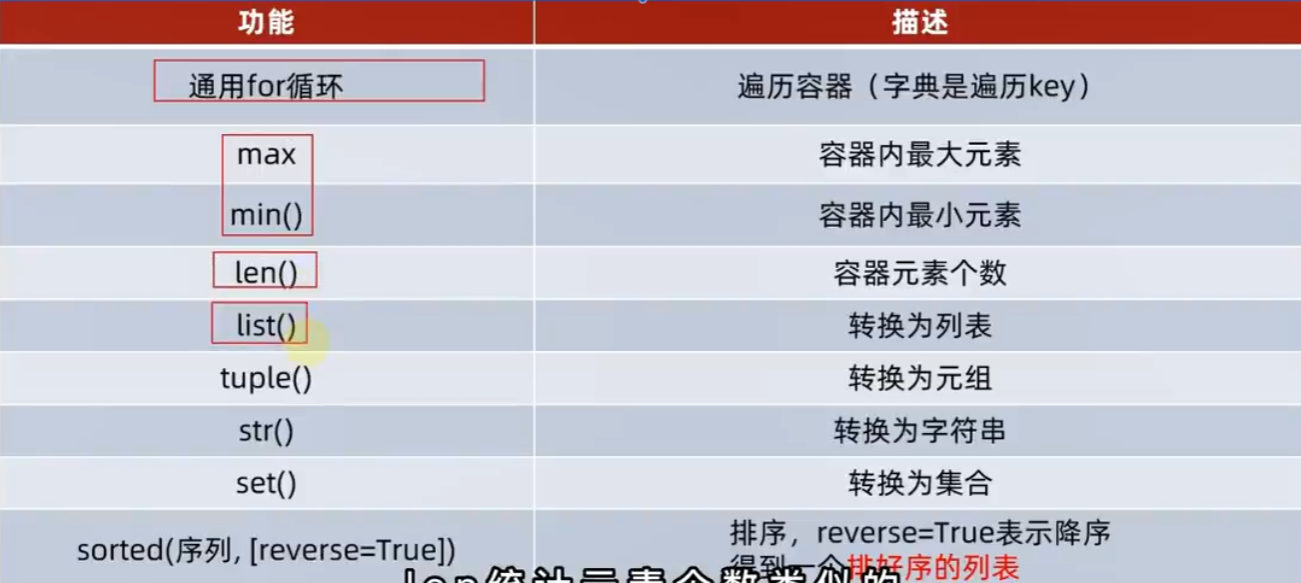 功能 描述
通用for循环 遍历容器（字典是遍历key）
max 容器内最大元素
min() 容器内最小元素
len() 容器元素个数
list() 转换为列表
tuple() 转换为元组
str() 转换为字符串
set() 转换为集合
sorted(序列, [reverse=True]) 排序，reverse=True表示降序
得到一个排好序的列表
len统计元素个数类似的